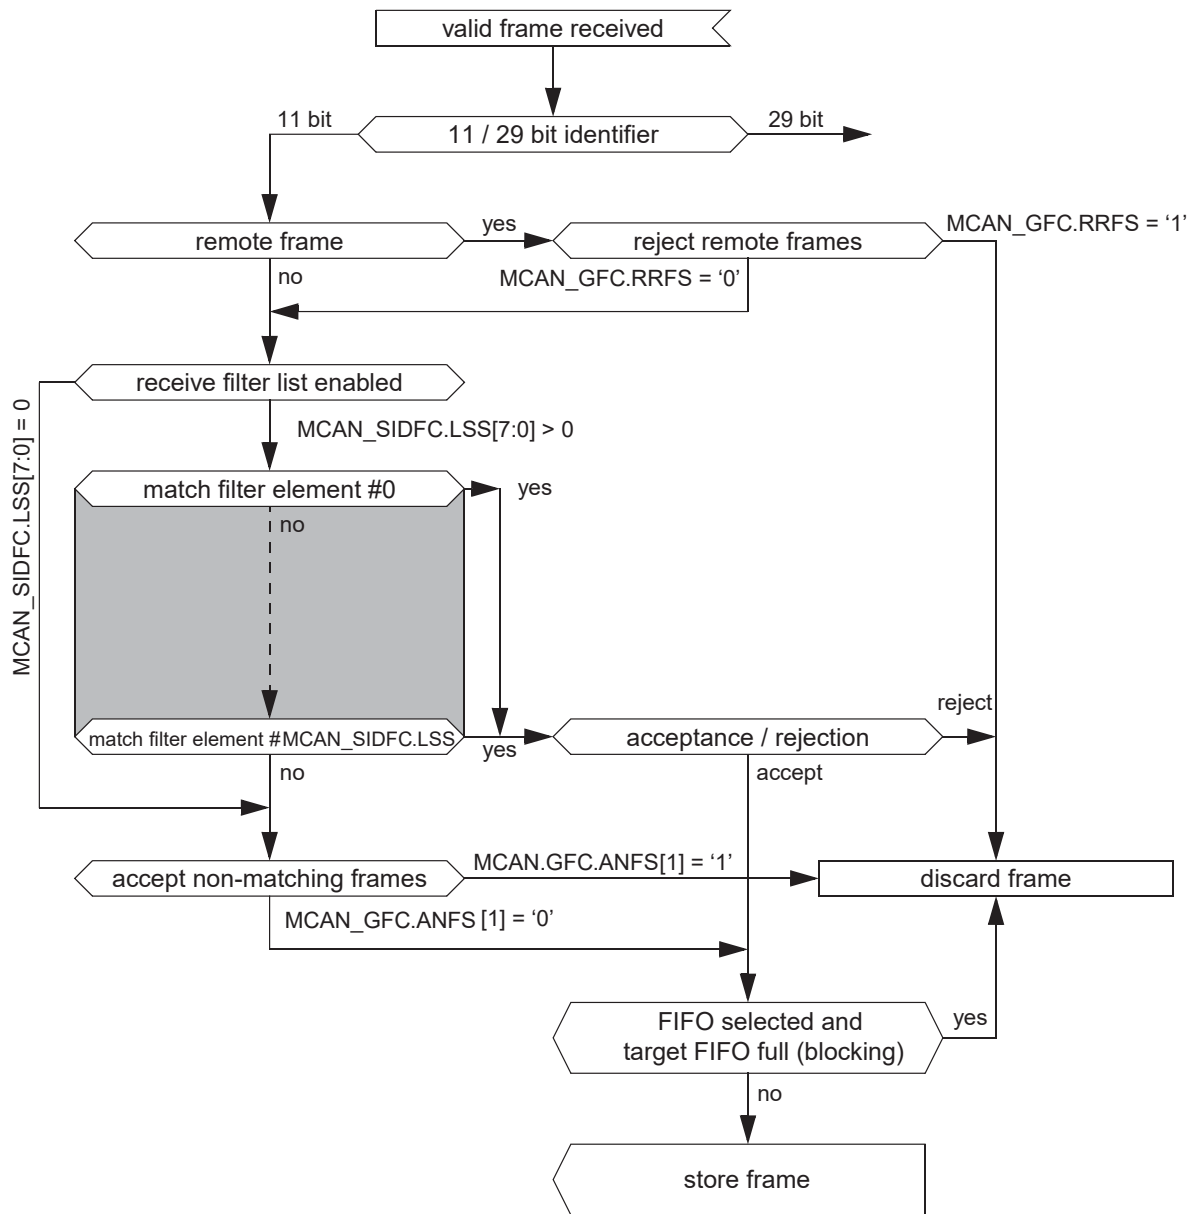 valid frame received
11 bit
11 / 29 bit identifier
29 bit
remote frame
yes
reject remote frames
MCAN_GFC.RRFS = ‘1’
no
MCAN_GFC.RRFS = ‘0’
receive filter list enabled
MCAN_SIDFC.LSS[7:0] = 0
MCAN_SIDFC.LSS[7:0] > 0
match filter element #0
yes
no
reject
match filter element #MCAN_SIDFC.LSS
yes
acceptance / rejection
no
accept
accept non-matching frames
MCAN.GFC.ANFS[1] = ‘1’
discard frame
MCAN_GFC.ANFS [1] = ‘0’
FIFO selected and
target FIFO full (blocking)
yes
no
store frame